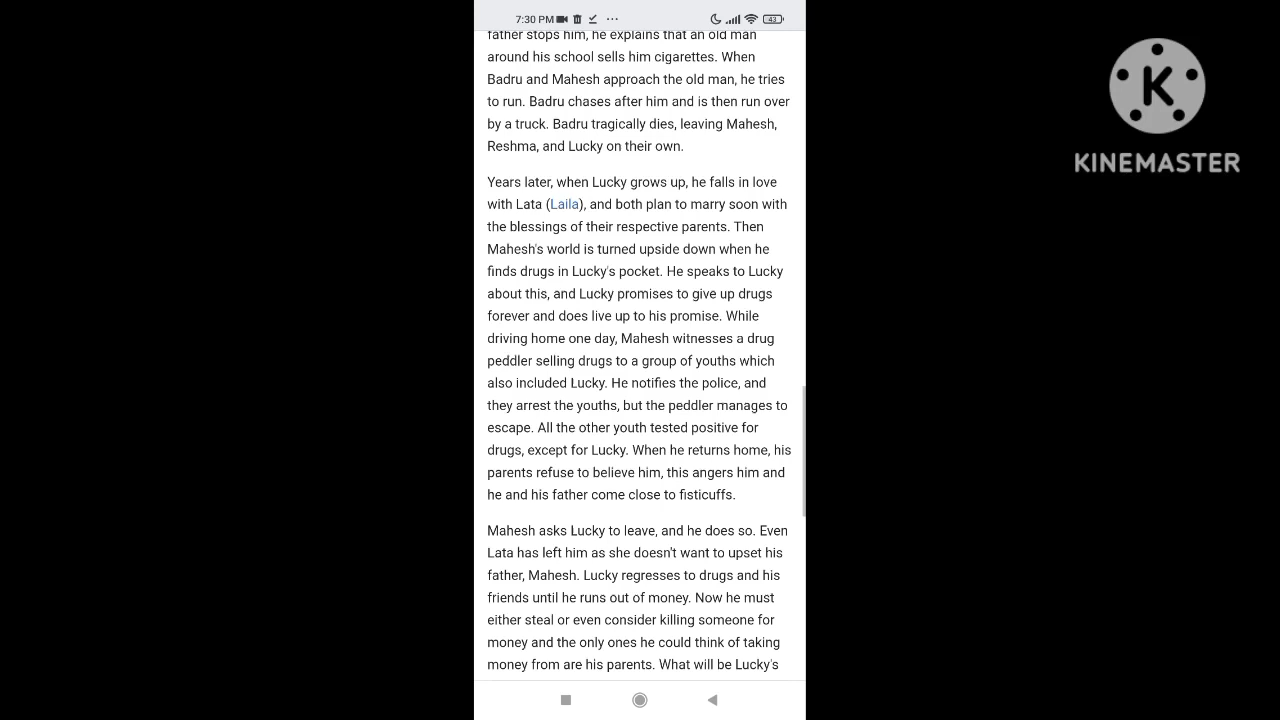 7:30 PM
43
father stops him, he explains that an old man
around his school sells him cigarettes. When
Badru and Mahesh approach the old man, he tries
to run. Badru chases after him and is then run over
by a truck. Badru tragically dies, leaving Mahesh,
Reshma, and Lucky on their own.
Years later, when Lucky grows up, he falls in love
with Lata (Laila), and both plan to marry soon with
the blessings of their respective parents. Then
Mahesh's world is turned upside down when he
finds drugs in Lucky's pocket. He speaks to Lucky
about this, and Lucky promises to give up drugs
forever and does live up to his promise. While
driving home one day, Mahesh witnesses a drug
peddler selling drugs to a group of youths which
also included Lucky. He notifies the police, and
they arrest the youths, but the peddler manages to
escape. All the other youth tested positive for
drugs, except for Lucky. When he returns home, his
parents refuse to believe him, this angers him and
he and his father come close to fisticuffs.
Mahesh asks Lucky to leave, and he does so. Even
Lata has left him as she doesn't want to upset his
father, Mahesh. Lucky regresses to drugs and his
friends until he runs out of money. Now he must
either steal or even consider killing someone for
money and the only ones he could think of taking
money from are his parents. What will be Lucky's
K
KINEMASTER